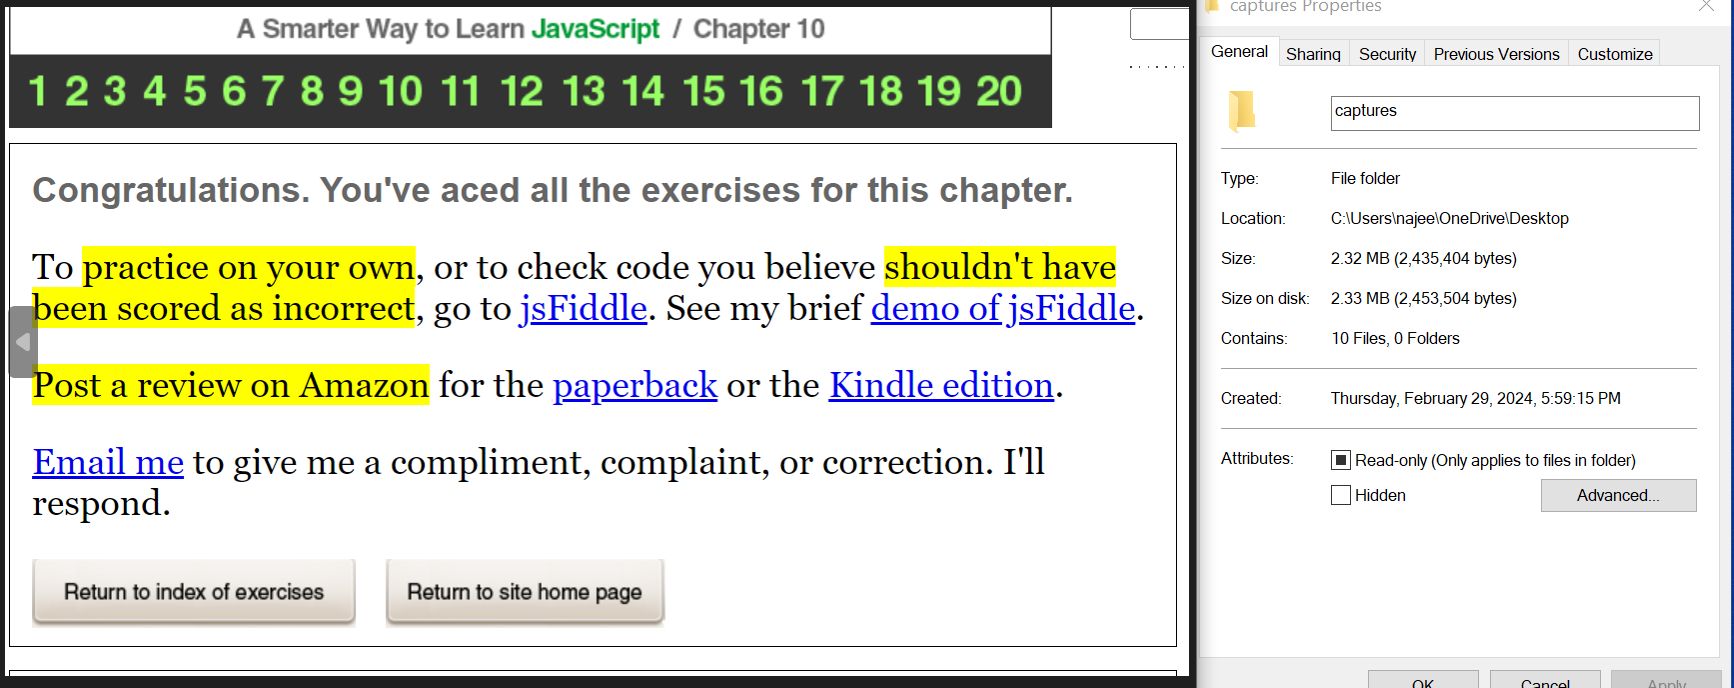 A Smarter Way to Learn JavaScript / Chapter 10
1 2 3 4 5 6 7 8 9 10 11 12 13 14 15 16 17 18 19 20
Congratulations. You've aced all the exercises for this chapter.
To practice on your own, or to check code you believe shouldn't have
been scored as incorrect, go to jsFiddle. See my brief demo of jsFiddle.
Post a review on Amazon for the paperback or the Kindle edition.
Email me to give me a compliment, complaint, or correction. I'll
respond.
Return to index of exercises
Return to site home page
captures Properties
General Sharing Security Previous Versions Customize
captures
Type: File folder
Location: C:\Users\najee\OneDrive\Desktop
Size: 2.32 MB (2,435,404 bytes)
Size on disk: 2.33 MB (2,453,504 bytes)
Contains: 10 Files, 0 Folders
Created: Thursday, February 29, 2024, 5:59:15 PM
Attributes: Read-only (Only applies to files in folder)
Hidden Advanced...
OK Cancel Apply